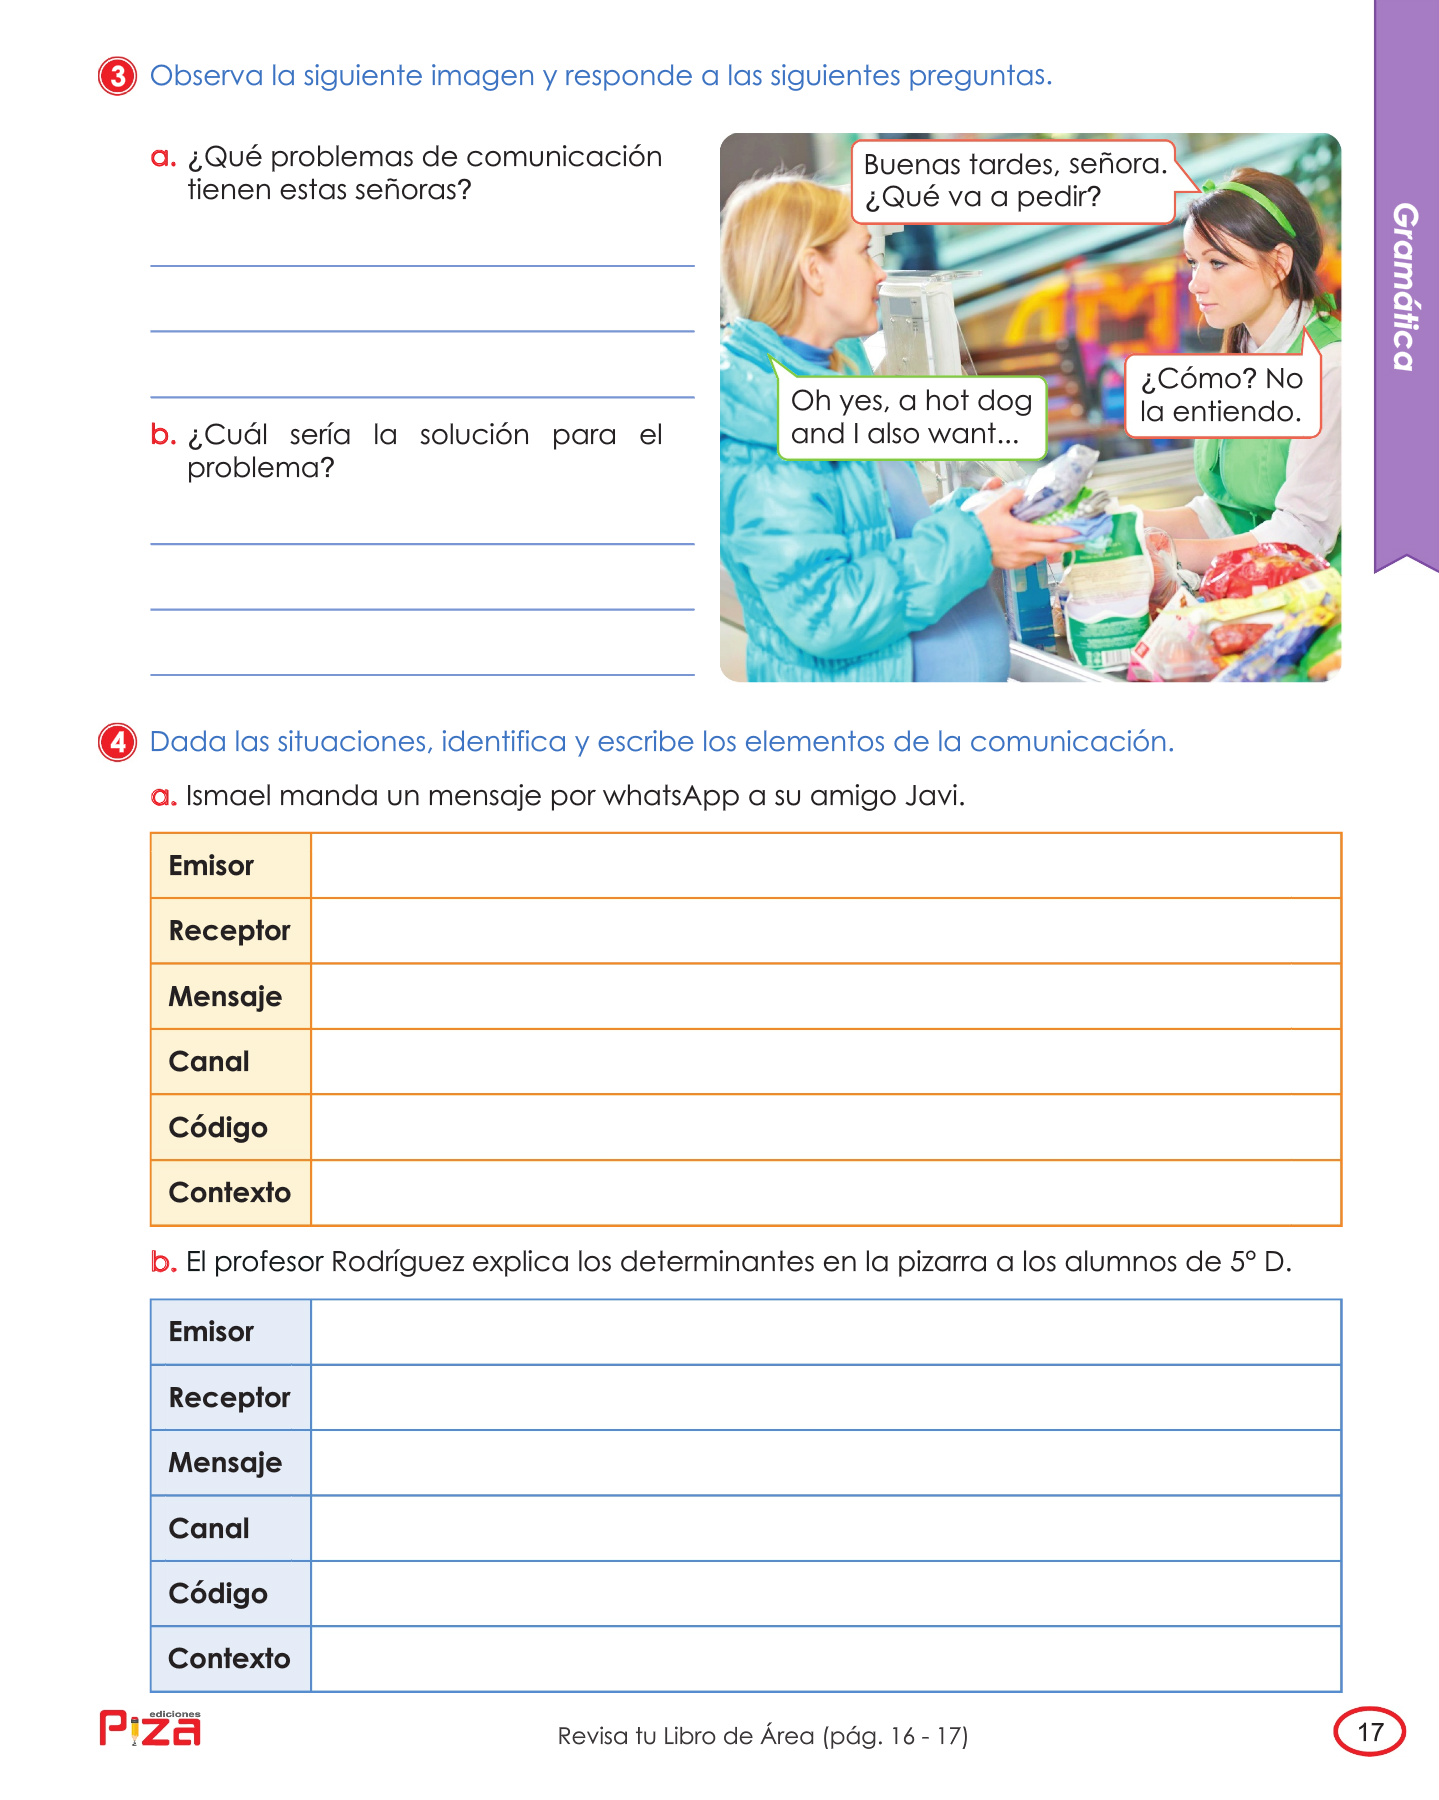 3 Observa la siguiente imagen y responde a las siguientes preguntas.
a. ¿Qué problemas de comunicación
tienen estas señoras?
b. ¿Cuál sería la solución para el
problema?
Buenas tardes, señora.
¿Qué va a pedir?
Oh yes, a hot dog
and I also want...
¿Cómo? No
la entiendo.
Gramática
4 Dada las situaciones, identifica y escribe los elementos de la comunicación.
a. Ismael manda un mensaje por whatsApp a su amigo Javi.
Emisor
Receptor
Mensaje
Canal
Código
Contexto
b. El profesor Rodríguez explica los determinantes en la pizarra a los alumnos de 5° D.
Emisor
Receptor
Mensaje
Canal
Código
Contexto
ediciones
Piza
Revisa tu Libro de Área (pág. 16 - 17)
17